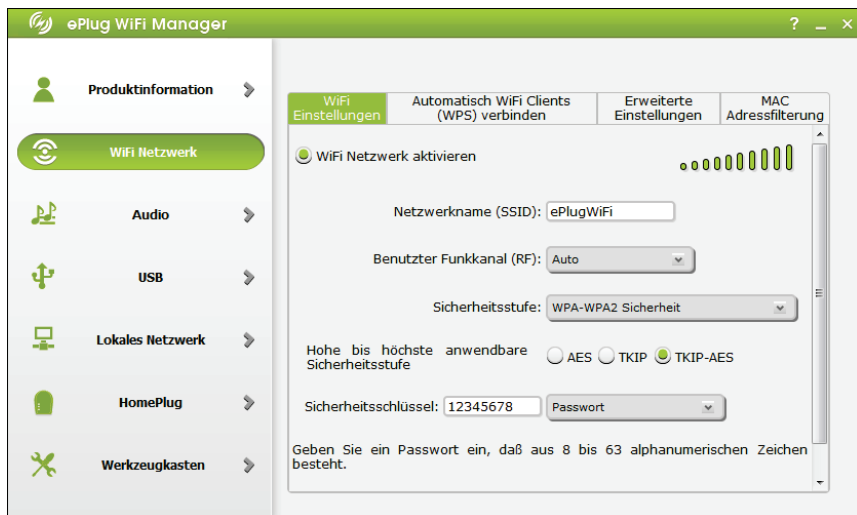 ePlug WiFi Manager
? _ ×
Produktinformation
WiFi Netzwerk
Audio
USB
Lokales Netzwerk
HomePlug
Werkzeugkasten
WiFi
Einstellungen
Automatisch WiFi Clients
(WPS) verbinden
Erweiterte
Einstellungen
MAC
Adressfilterung
WiFi Netzwerk aktivieren
Netzwerkname (SSID): ePlugWiFi
Benutzter Funkkanal (RF): Auto
Sicherheitsstufe: WPA-WPA2 Sicherheit
Hohe bis höchste anwendbare
Sicherheitsstufe
AES TKIP TKIP-AES
Sicherheitsschlüssel: 12345678 Passwort
Geben Sie ein Passwort ein, daß aus 8 bis 63 alphanumerischen Zeichen
besteht.